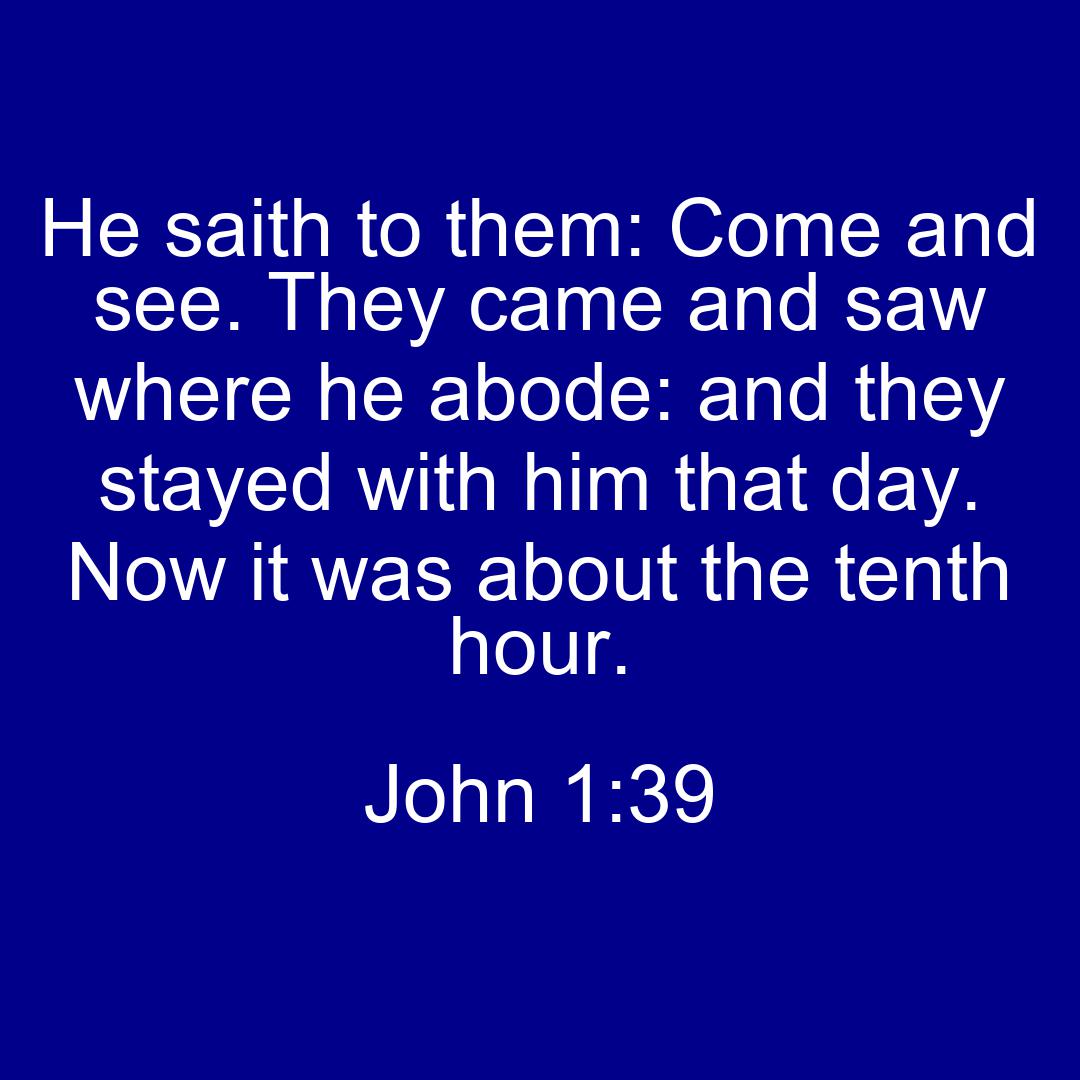 He saith to them: Come and
see. They came and saw
where he abode: and they
stayed with him that day.
Now it was about the tenth
hour.
John 1:39